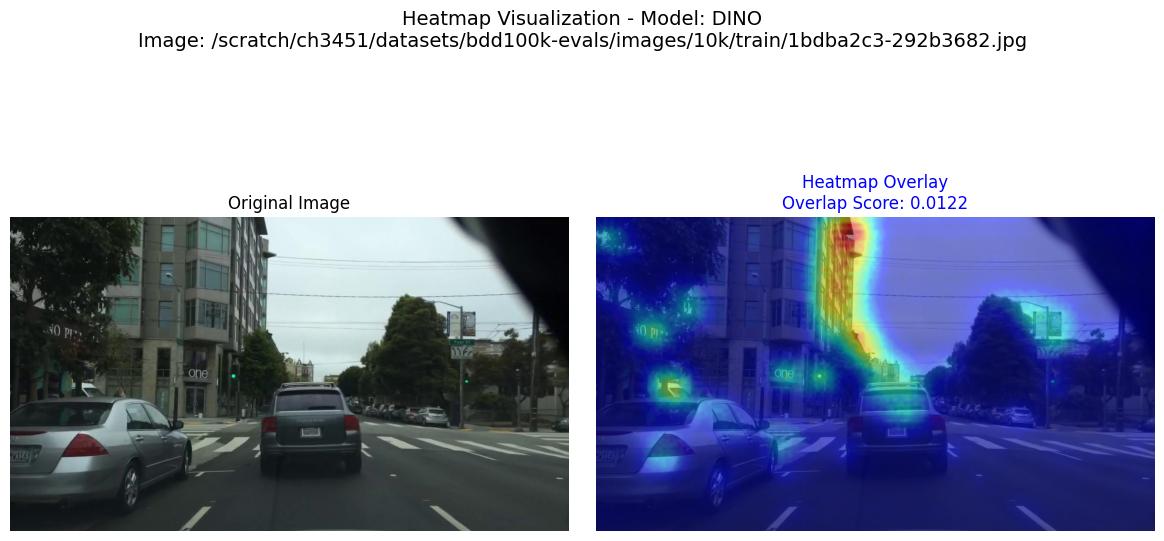 Heatmap Visualization - Model: DINO
Image: /scratch/ch3451/datasets/bdd100k-evals/images/10k/train/1bdba2c3-292b3682.jpg
Original Image
Heatmap Overlay
Overlap Score: 0.0122
one
one